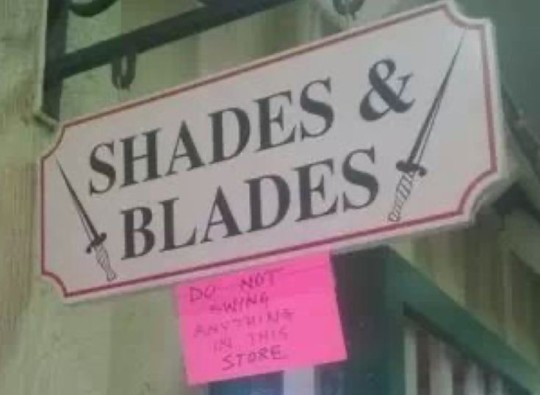 SHADES &
BLADES
DO NOT
SWING
ANYTHING
IN THIS
STORE